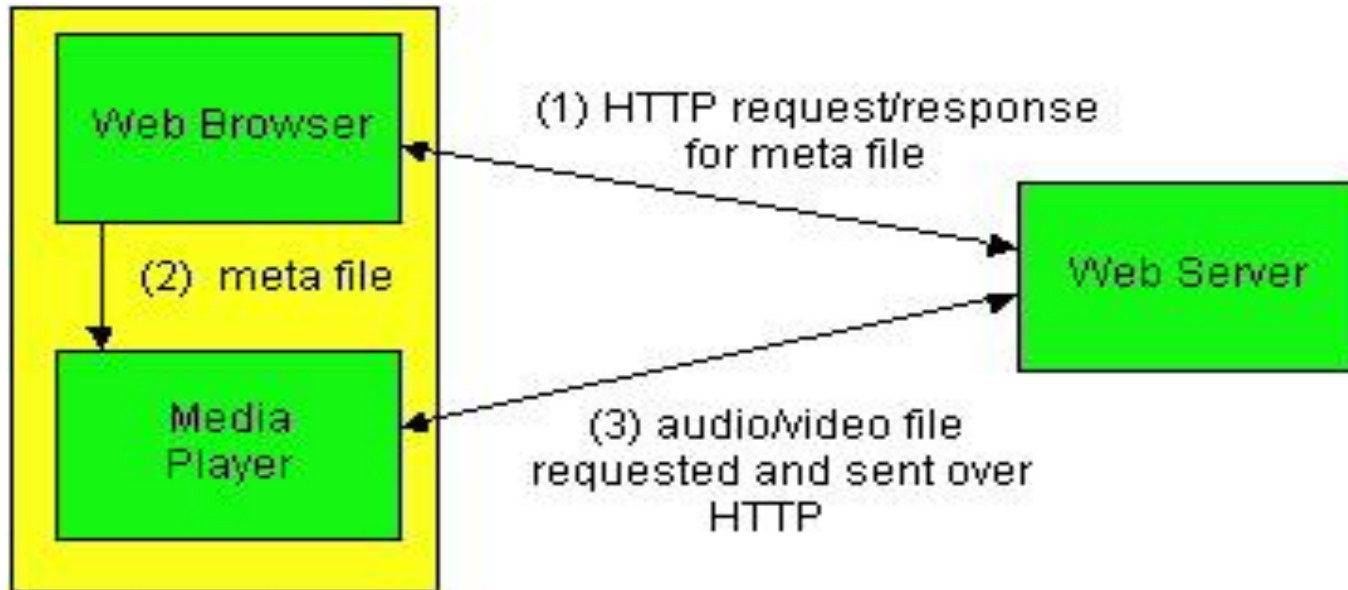 Web Browser
(1) HTTP request/response
for meta file
(2) meta file
Web Server
Media
Player
(3) audio/video file
requested and sent over
HTTP